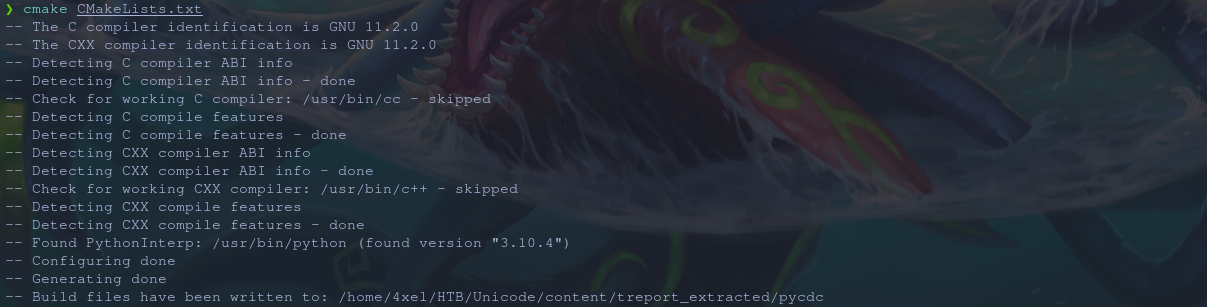 ❯ cmake CMakeLists.txt
-- The C compiler identification is GNU 11.2.0
-- The CXX compiler identification is GNU 11.2.0
-- Detecting C compiler ABI info
-- Detecting C compiler ABI info - done
-- Check for working C compiler: /usr/bin/cc - skipped
-- Detecting C compile features
-- Detecting C compile features - done
-- Detecting CXX compiler ABI info
-- Detecting CXX compiler ABI info - done
-- Check for working CXX compiler: /usr/bin/c++ - skipped
-- Detecting CXX compile features
-- Detecting CXX compile features - done
-- Found PythonInterp: /usr/bin/python (found version "3.10.4")
-- Configuring done
-- Generating done
-- Build files have been written to: /home/4xel/HTB/Unicode/content/treport_extracted/pycdc